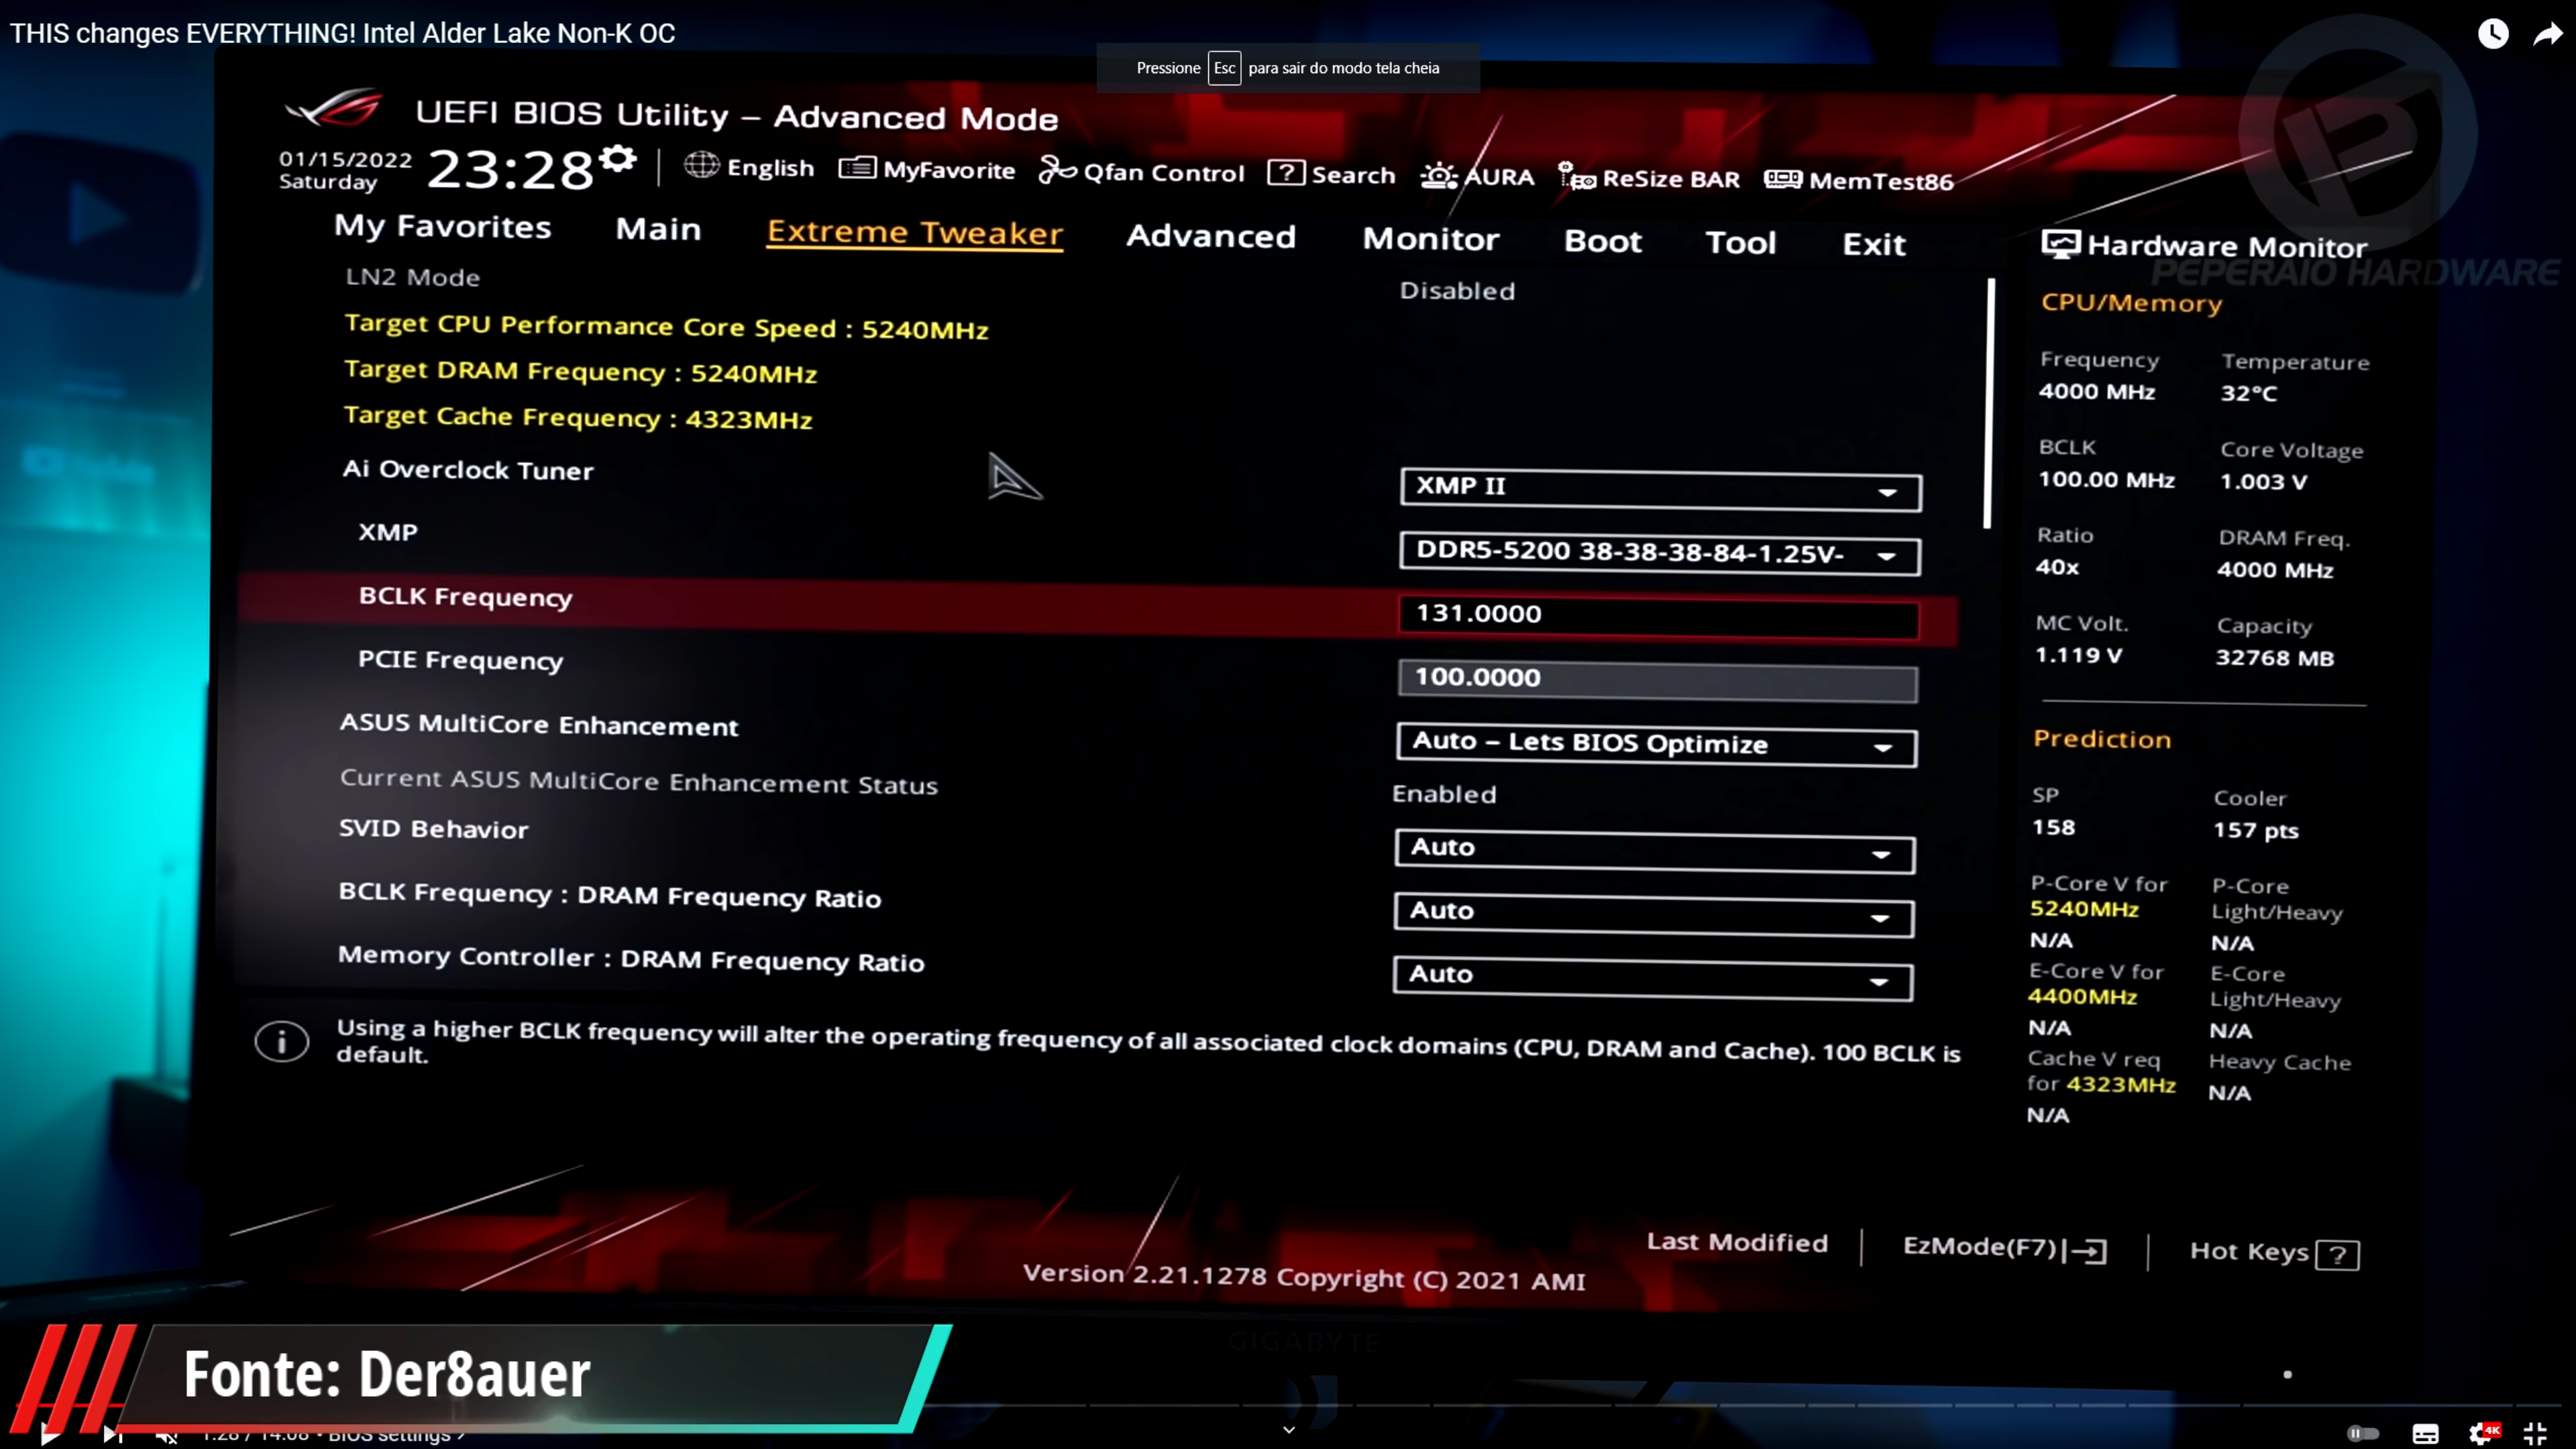 THIS changes EVERYTHING! Intel Alder Lake Non-K OC
Pressione Esc para sair do modo tela cheia
UEFI BIOS Utility – Advanced Mode
01/15/2022
Saturday
23:28
English
MyFavorite
Qfan Control
? Search
AURA
ReSize BAR
MemTest86
My Favorites
Main
Extreme Tweaker
Advanced
Monitor
Boot
Tool
Exit
Hardware Monitor
PEPERAIO HARDWARE
LN2 Mode
Disabled
Target CPU Performance Core Speed : 5240MHz
Target DRAM Frequency : 5240MHz
Target Cache Frequency : 4323MHz
Ai Overclock Tuner
XMP II
XMP
DDR5-5200 38-38-38-84-1.25V-
BCLK Frequency
131.0000
PCIE Frequency
100.0000
ASUS MultiCore Enhancement
Auto – Lets BIOS Optimize
Current ASUS MultiCore Enhancement Status
Enabled
SVID Behavior
Auto
BCLK Frequency : DRAM Frequency Ratio
Auto
Memory Controller : DRAM Frequency Ratio
Auto
Using a higher BCLK frequency will alter the operating frequency of all associated clock domains (CPU, DRAM and Cache). 100 BCLK is
default.
CPU/Memory
Frequency Temperature
4000 MHz 32°C
BCLK Core Voltage
100.00 MHz 1.003 V
Ratio DRAM Freq.
40x 4000 MHz
MC Volt. Capacity
1.119 V 32768 MB
Prediction
SP Cooler
158 157 pts
P-Core V for P-Core
5240MHz Light/Heavy
N/A N/A
E-Core V for E-Core
4400MHz Light/Heavy
N/A N/A
Cache V req Heavy Cache
for 4323MHz N/A
N/A
Last Modified
EzMode(F7)
Hot Keys ?
Version 2.21.1278 Copyright (C) 2021 AMI
GIGABYTE
Fonte: Der8auer
1:28 / 14:08 • BIOS settings ›
4K